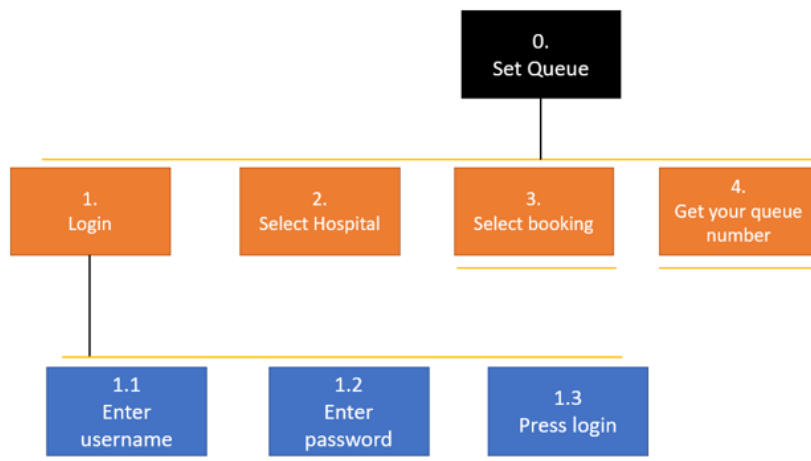 0.
Set Queue
1.
Login
2.
Select Hospital
3.
Select booking
4.
Get your queue
number
1.1
Enter
username
1.2
Enter
password
1.3
Press login